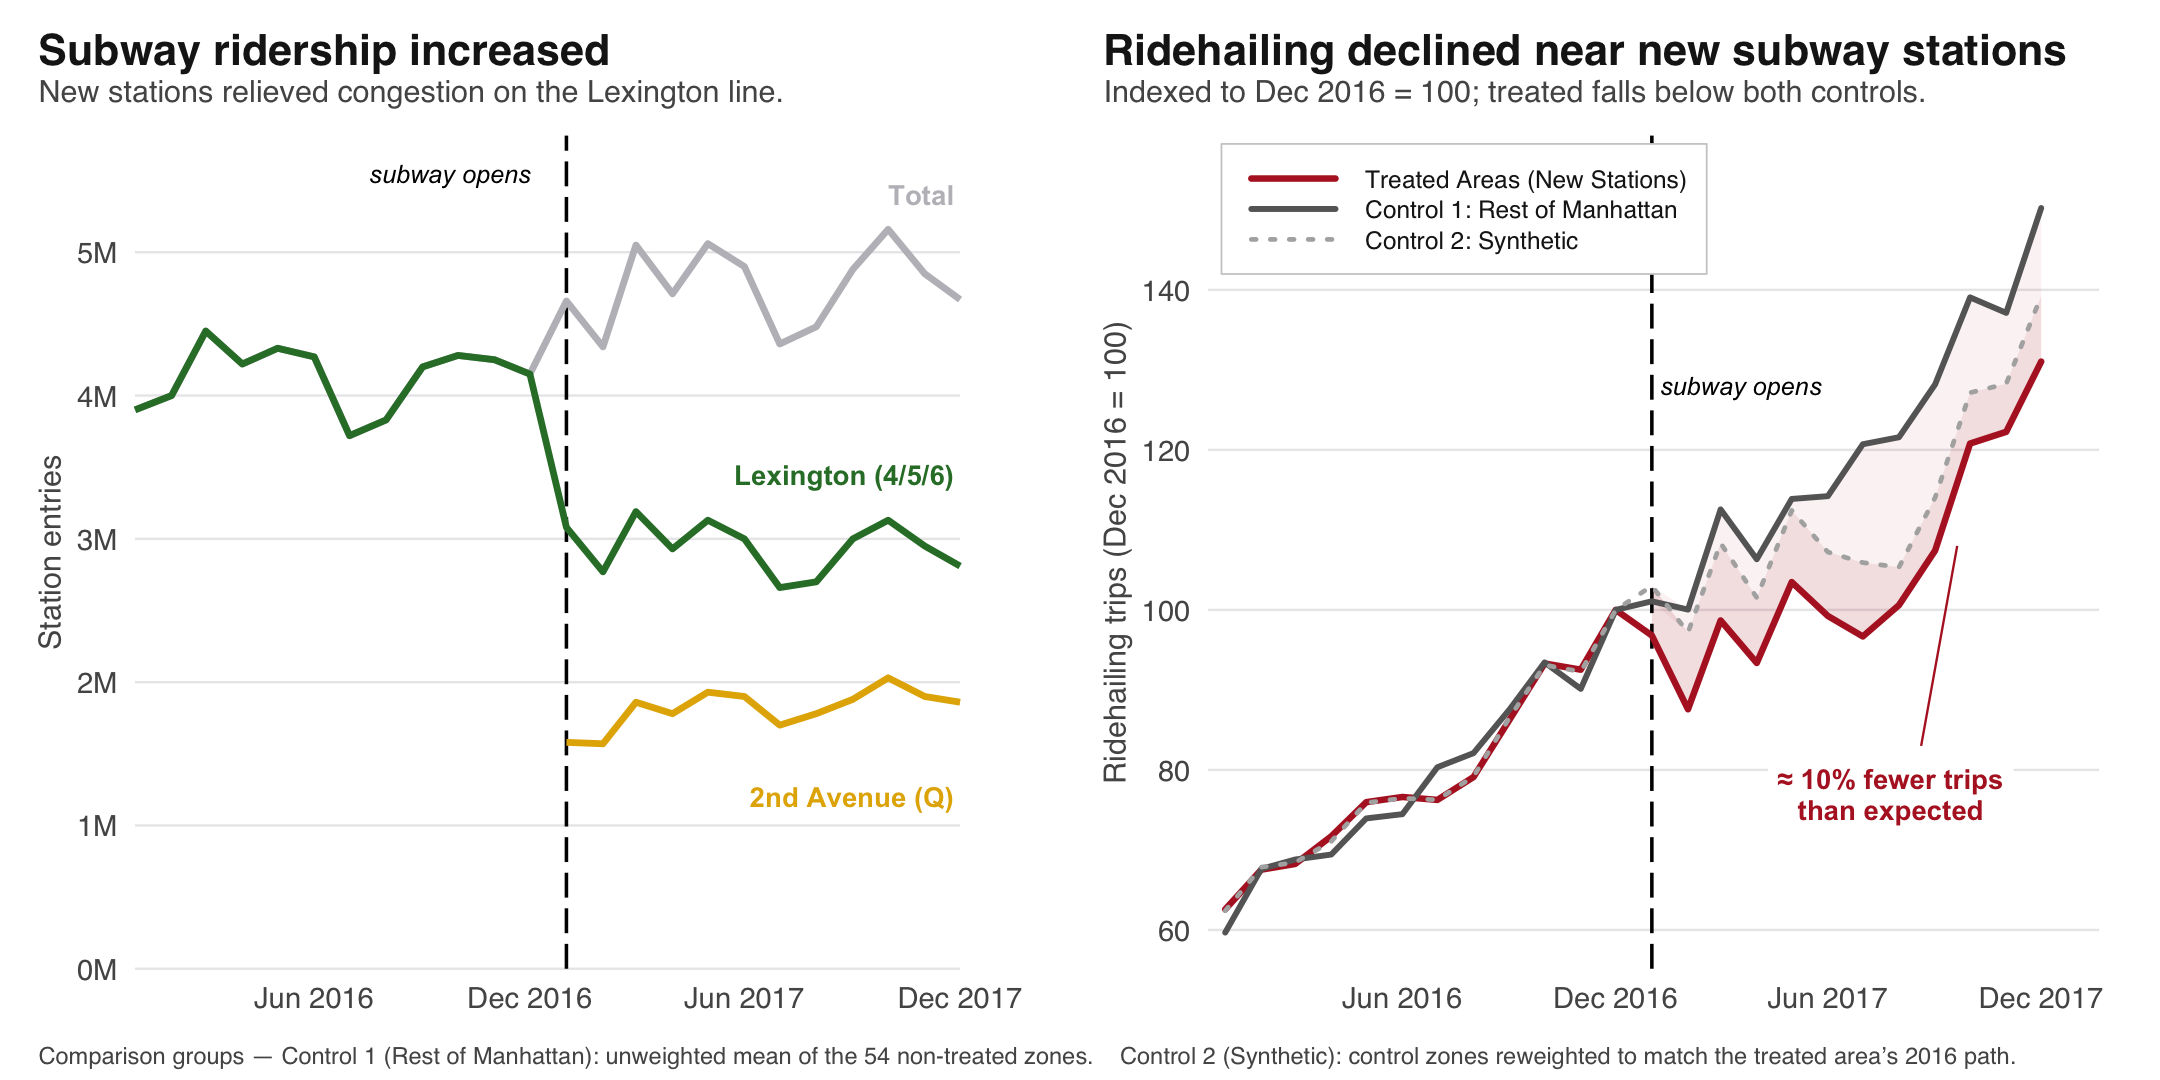 Subway ridership increased
New stations relieved congestion on the Lexington line.
subway opens
Total
Lexington (4/5/6)
2nd Avenue (Q)
Station entries
5M
4M
3M
2M
1M
0M
Jun 2016
Dec 2016
Jun 2017
Dec 2017
Ridehailing declined near new subway stations
Indexed to Dec 2016 = 100; treated falls below both controls.
Treated Areas (New Stations)
Control 1: Rest of Manhattan
Control 2: Synthetic
subway opens
≈ 10% fewer trips
than expected
Ridehailing trips (Dec 2016 = 100)
140
120
100
80
60
Jun 2016
Dec 2016
Jun 2017
Dec 2017
Comparison groups — Control 1 (Rest of Manhattan): unweighted mean of the 54 non-treated zones. Control 2 (Synthetic): control zones reweighted to match the treated area’s 2016 path.